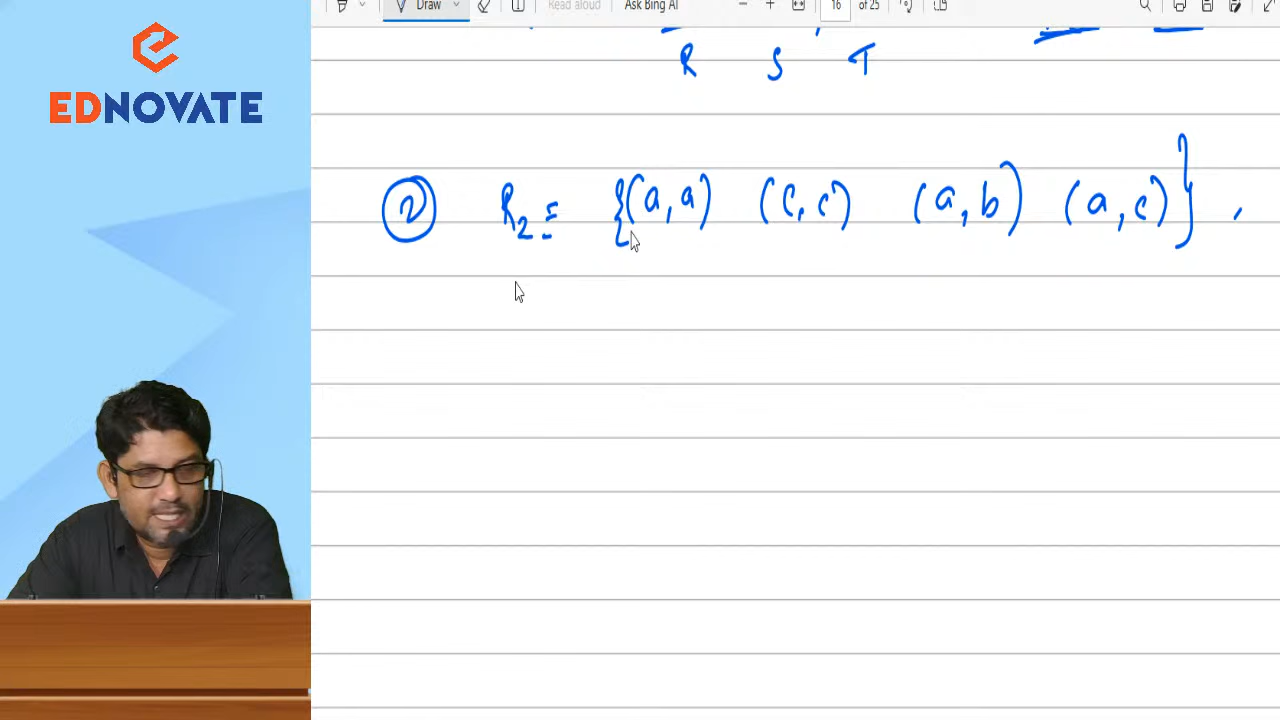 Draw
Read aloud
Ask Bing AI
16 of 25
EDNOVATE
R S T
2 R2 = {(a,a) (c,c) (a,b) (a,c)} ,